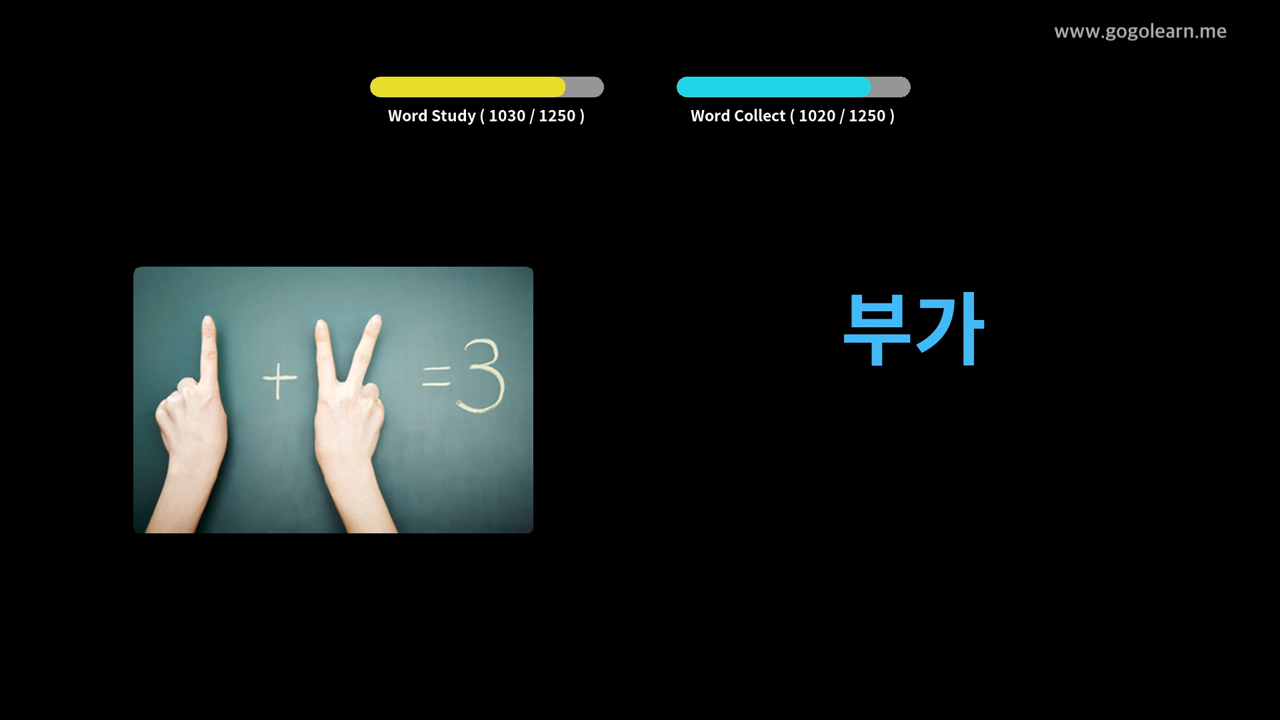 www.gogolearn.me
Word Study ( 1030 / 1250 )
Word Collect ( 1020 / 1250 )
+ = 3
부가